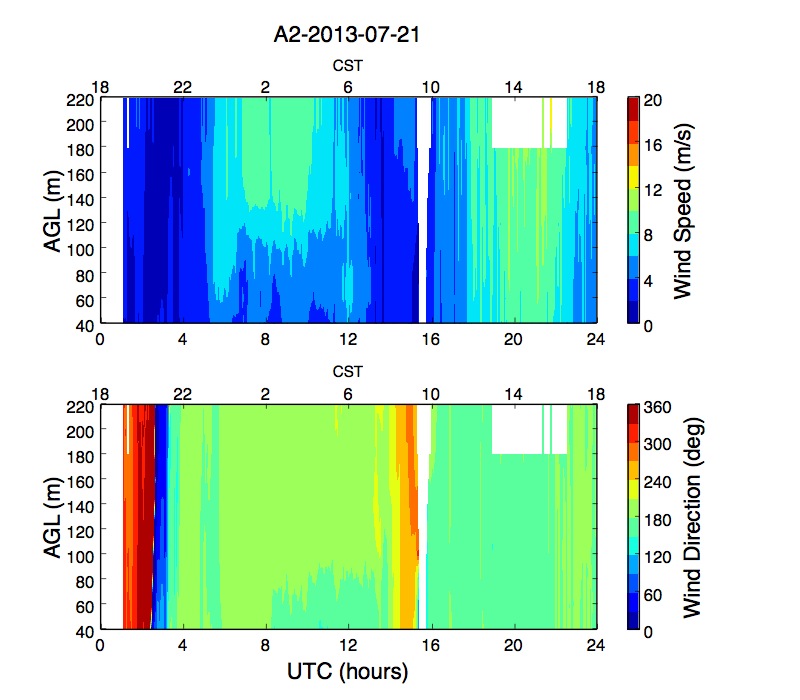 A2-2013-07-21
CST
18 22 2 6 10 14 18
220
200
180
160
140
120
100
80
60
40
AGL (m)
0 4 8 12 16 20 24
20
16
12
8
4
0
Wind Speed (m/s)
CST
18 22 2 6 10 14 18
220
200
180
160
140
120
100
80
60
40
AGL (m)
0 4 8 12 16 20 24
UTC (hours)
360
300
240
180
120
60
0
Wind Direction (deg)